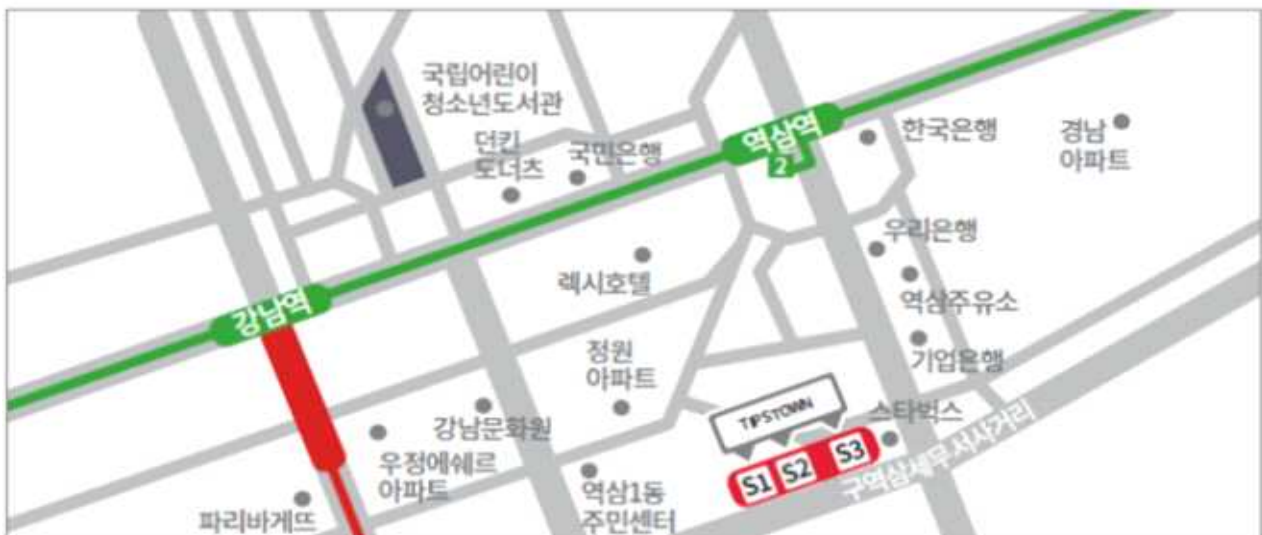 국립어린이
청소년도서관
던킨
도너츠
국민은행
역삼역
2
한국은행
경남
아파트
우리은행
렉시호텔
역삼주유소
강남역
정원
아파트
기업은행
TIPSTOWN
스타벅스
강남문화원
우정에쉐르
아파트
S1
S2
S3
구역삼세무서사거리
파리바게뜨
역삼1동
주민센터